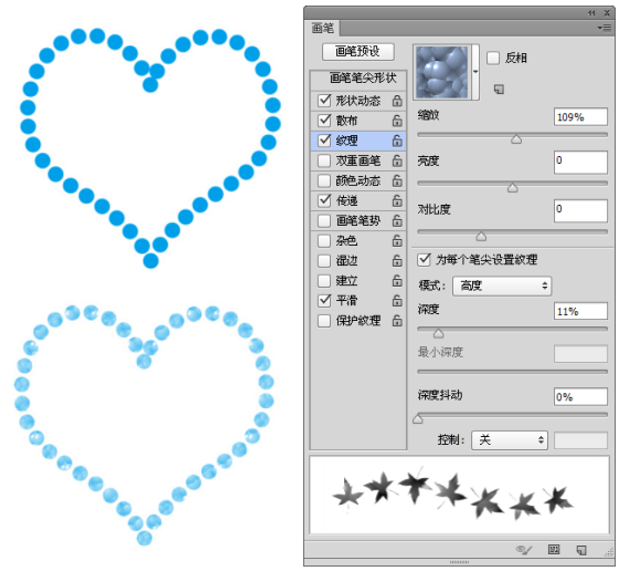 画笔
画笔预设
画笔笔尖形状
形状动态
散布
纹理
双重画笔
颜色动态
传递
画笔笔势
杂色
湿边
建立
平滑
保护纹理
反相
缩放
109%
亮度
0
对比度
0
为每个笔尖设置纹理
模式:
高度
深度
11%
最小深度
深度抖动
0%
控制:
关